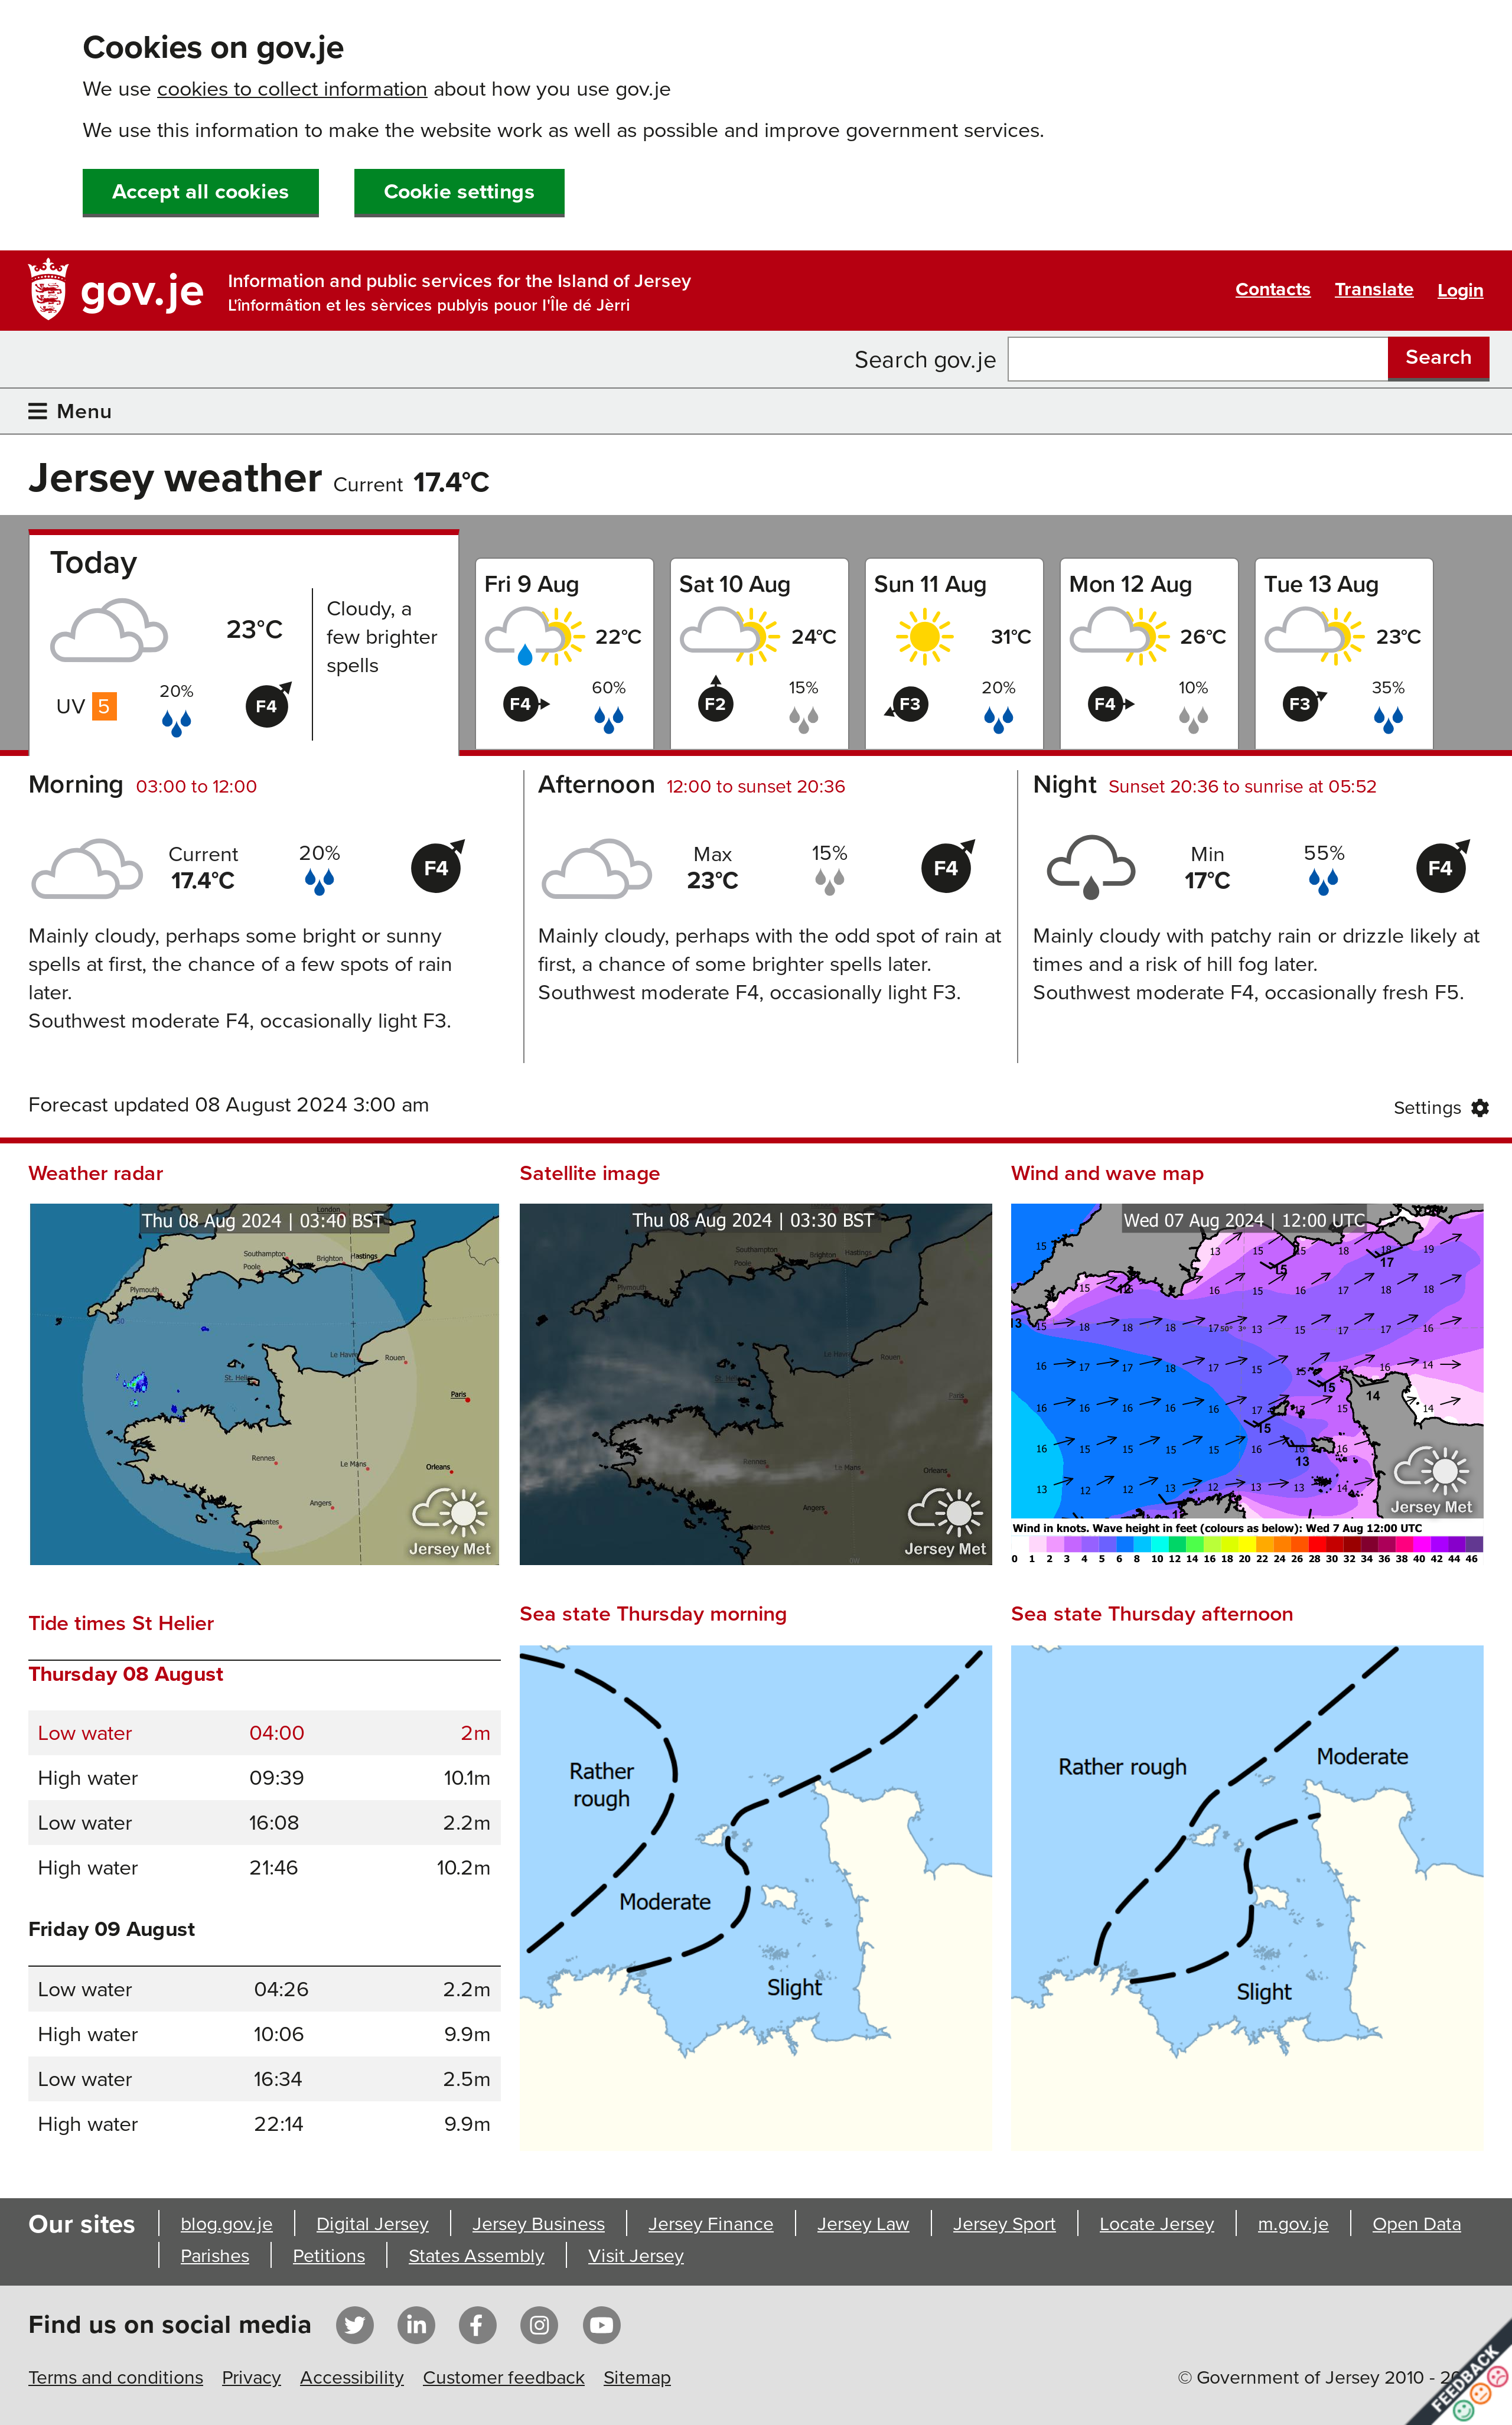 Cookies on gov.je
We use cookies to collect information about how you use gov.je
We use this information to make the website work as well as possible and improve government services.
Accept all cookies
Cookie settings
gov.je
Information and public services for the Island of Jersey
L'înformâtion et les sèrvices publyis pouor I'Île dé Jèrri
Contacts Translate Login
Search gov.je
Search
Menu
Jersey weather Current 17.4°C
Today
23°C
Cloudy, a
few brighter
spells
UV 5
20%
F4
Fri 9 Aug
22°C
F4
60%
Sat 10 Aug
24°C
F2
15%
Sun 11 Aug
31°C
F3
20%
Mon 12 Aug
26°C
F4
10%
Tue 13 Aug
23°C
F3
35%
Morning 03:00 to 12:00
Current
17.4°C
20%
F4
Mainly cloudy, perhaps some bright or sunny
spells at first, the chance of a few spots of rain
later.
Southwest moderate F4, occasionally light F3.
Afternoon 12:00 to sunset 20:36
Max
23°C
15%
F4
Mainly cloudy, perhaps with the odd spot of rain at
first, a chance of some brighter spells later.
Southwest moderate F4, occasionally light F3.
Night Sunset 20:36 to sunrise at 05:52
Min
17°C
55%
F4
Mainly cloudy with patchy rain or drizzle likely at
times and a risk of hill fog later.
Southwest moderate F4, occasionally fresh F5.
Forecast updated 08 August 2024 3:00 am
Settings
Weather radar
Thu 08 Aug 2024 | 03:40 BST
London
Southampton
Poole
Brighton
Hastings
Plymouth
Rouen
Paris
Rennes
Le Mans
Orleans
Angers
Jersey Met
Satellite image
Thu 08 Aug 2024 | 03:30 BST
Jersey Met
Wind and wave map
Wed 07 Aug 2024 | 12:00 UTC
Jersey Met
Wind in knots. Wave height in feet (colours as below): Wed 7 Aug 12:00 UTC
0 1 2 3 4 5 6 8 10 12 14 16 18 20 22 24 26 28 30 32 34 36 38 40 42 44 46
Tide times St Helier
Thursday 08 August
Low water 04:00 2m
High water 09:39 10.1m
Low water 16:08 2.2m
High water 21:46 10.2m
Friday 09 August
Low water 04:26 2.2m
High water 10:06 9.9m
Low water 16:34 2.5m
High water 22:14 9.9m
Sea state Thursday morning
Rather
rough
Moderate
Slight
Sea state Thursday afternoon
Rather rough
Moderate
Slight
Our sites
blog.gov.je
Digital Jersey
Jersey Business
Jersey Finance
Jersey Law
Jersey Sport
Locate Jersey
m.gov.je
Open Data
Parishes
Petitions
States Assembly
Visit Jersey
Find us on social media
Terms and conditions Privacy Accessibility Customer feedback Sitemap
© Government of Jersey 2010 -
FEEDBACK